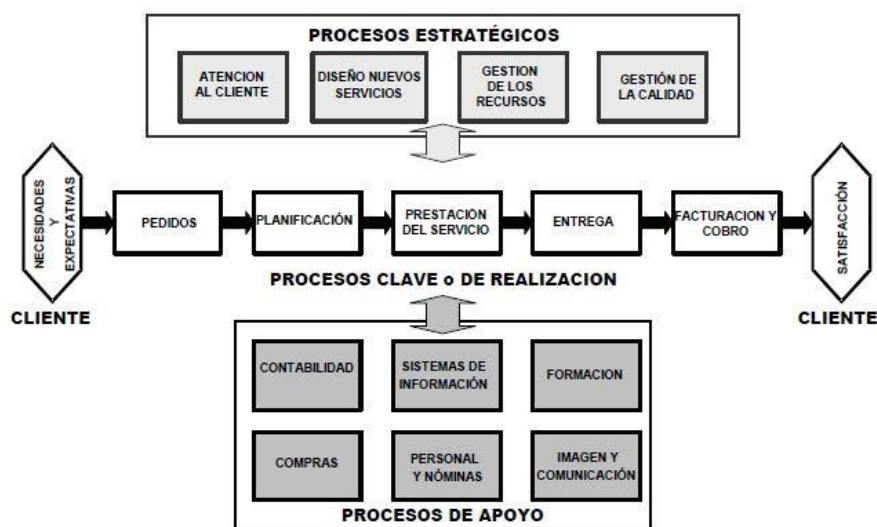 PROCESOS ESTRATÉGICOS
ATENCION
AL CLIENTE
DISEÑO NUEVOS
SERVICIOS
GESTION
DE LOS
RECURSOS
GESTIÓN DE
LA CALIDAD
NECESIDADES
Y
EXPECTATIVAS
CLIENTE
PEDIDOS
PLANIFICACIÓN
PRESTACIÓN
DEL SERVICIO
ENTREGA
FACTURACION Y
COBRO
SATISFACCIÓN
CLIENTE
PROCESOS CLAVE o DE REALIZACION
CONTABILIDAD
SISTEMAS DE
INFORMACIÓN
FORMACION
COMPRAS
PERSONAL
Y NÓMINAS
IMAGEN Y
COMUNICACIÓN
PROCESOS DE APOYO